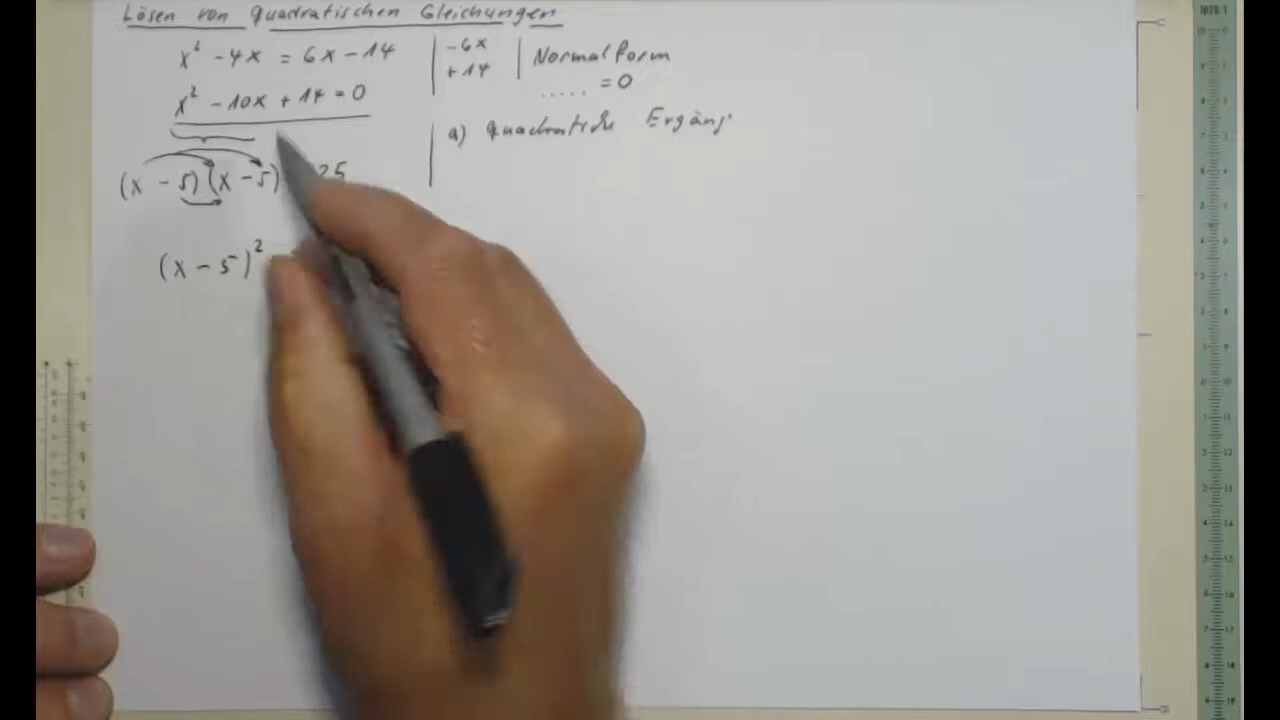 Lösen von quadratischen Gleichungen
x² - 4x = 6x - 14 | -6x | Normalform
+ 14 | ..... = 0
x² - 10x + 14 = 0
a) quadratische Ergänz
(x - 5)(x - 5) 25
(x - 5)²